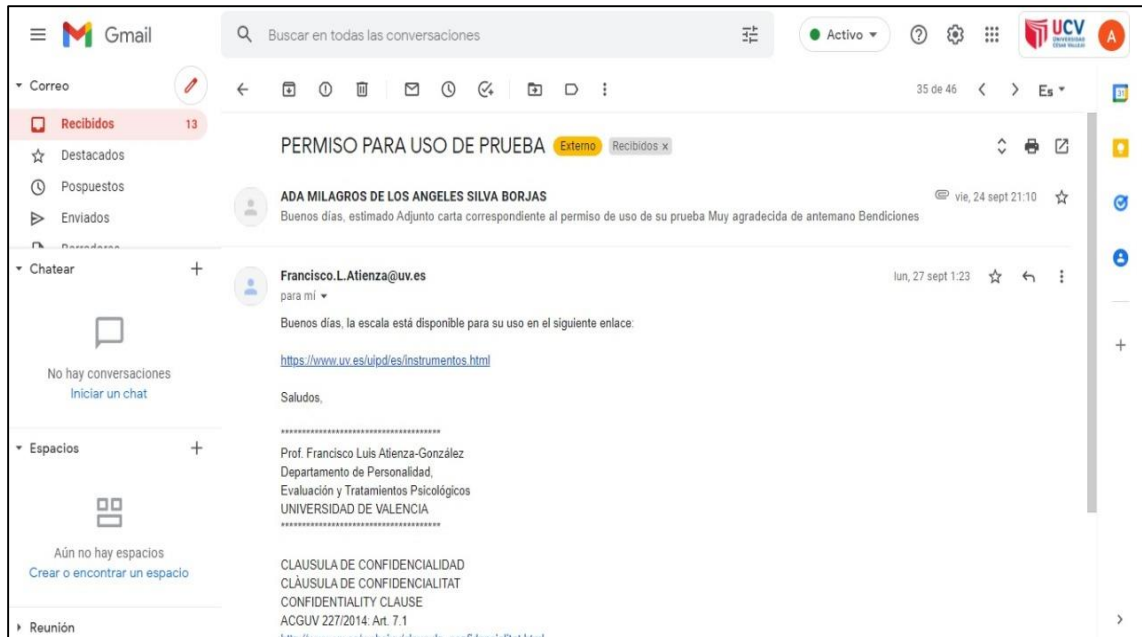 Gmail
Buscar en todas las conversaciones
Activo
UCV
UNIVERSIDAD
CÉSAR VALLEJO
A
Correo
Recibidos 13
Destacados
Pospuestos
Enviados
Chatear
No hay conversaciones
Iniciar un chat
Espacios
Aún no hay espacios
Crear o encontrar un espacio
Reunión
35 de 46
Es
31
PERMISO PARA USO DE PRUEBA Externo Recibidos x
ADA MILAGROS DE LOS ANGELES SILVA BORJAS vie, 24 sept 21:10
Buenos días, estimado Adjunto carta correspondiente al permiso de uso de su prueba Muy agradecida de antemano Bendiciones
Francisco.L.Atienza@uv.es lun, 27 sept 1:23
para mí
Buenos días, la escala está disponible para su uso en el siguiente enlace:
https://www.uv.es/uipd/es/instrumentos.html
Saludos,
***************************************
Prof. Francisco Luis Atienza-González
Departamento de Personalidad,
Evaluación y Tratamientos Psicológicos
UNIVERSIDAD DE VALENCIA
***************************************
CLAUSULA DE CONFIDENCIALIDAD
CLÀUSULA DE CONFIDENCIALITAT
CONFIDENTIALITY CLAUSE
ACGUV 227/2014: Art. 7.1